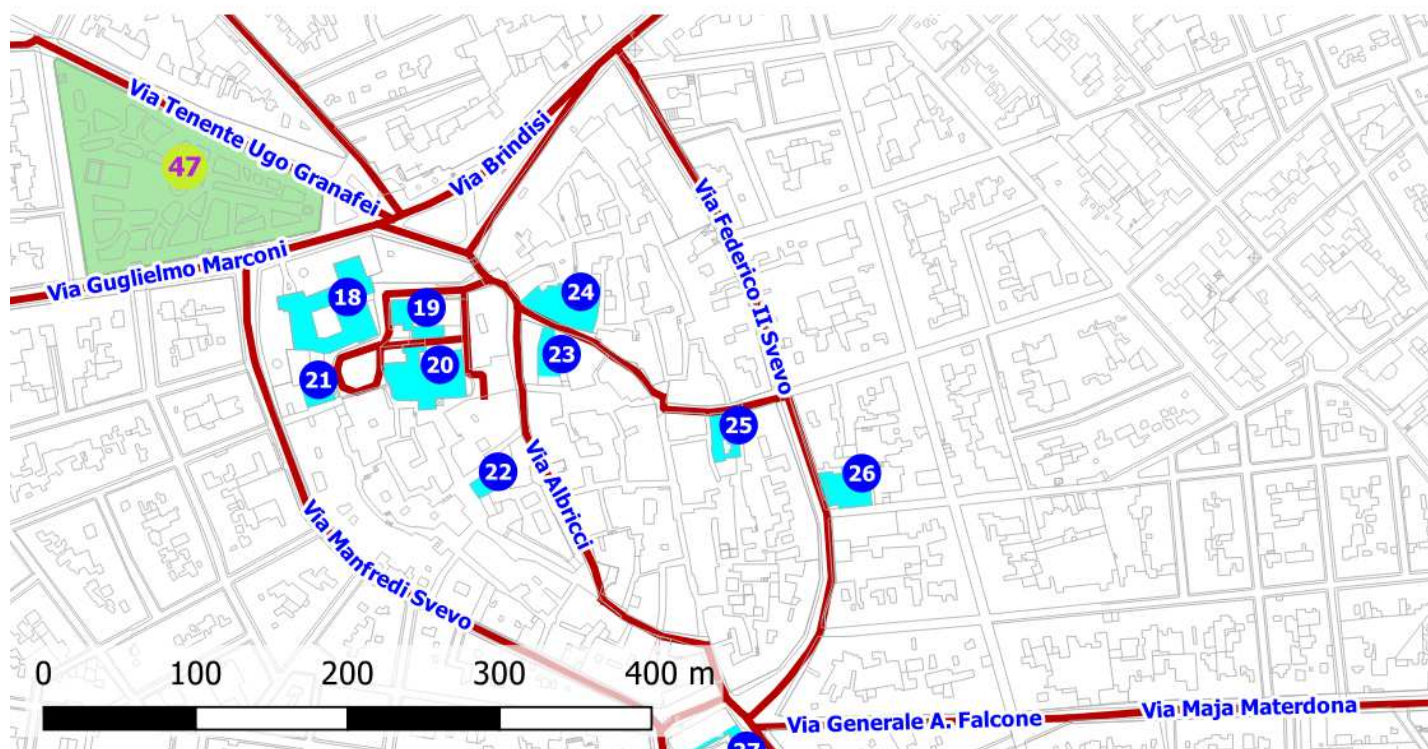 Via Tenente Ugo Granafei
47
Via Brindisi
Via Federico II Svevo
Via Guglielmo Marconi
18
19
24
23
20
21
25
22
26
Via Albricci
Via Manfredi Svevo
0 100 200 300 400 m
Via Generale A. Falcone
Via Maja Materdona
27